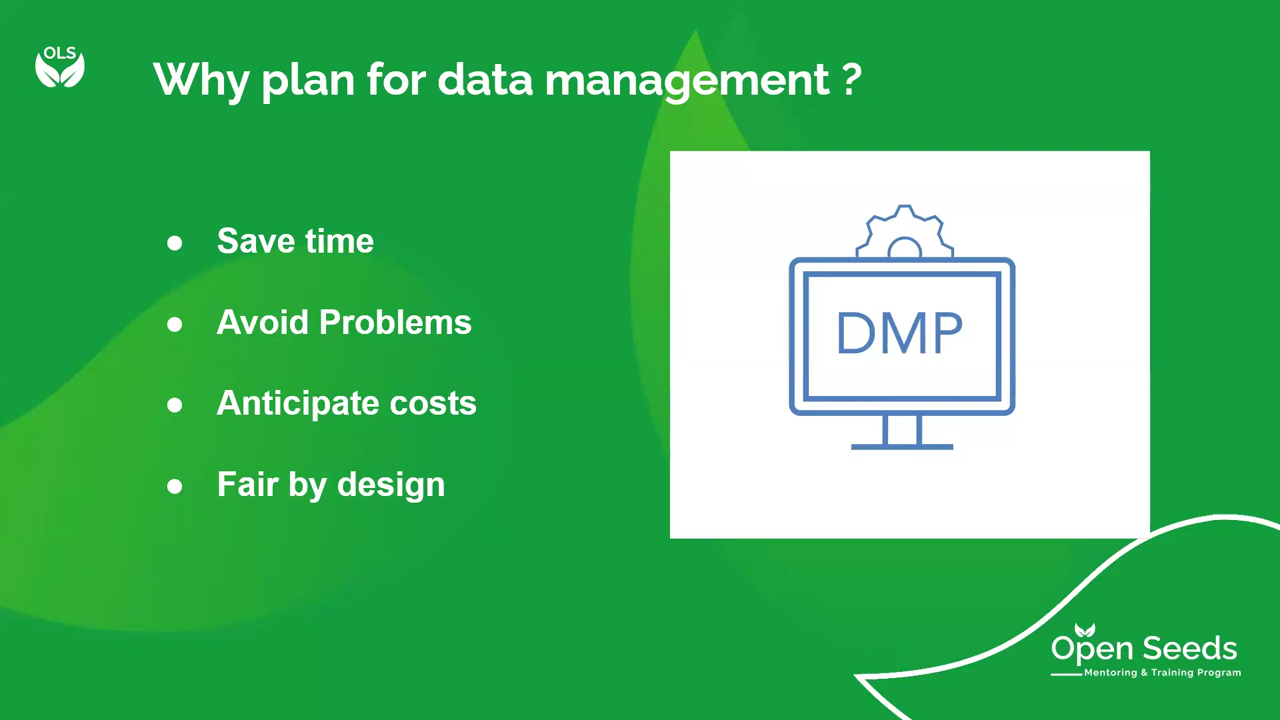 OLS
Why plan for data management ?
● Save time
● Avoid Problems
● Anticipate costs
● Fair by design
DMP
Open Seeds
Mentoring & Training Program